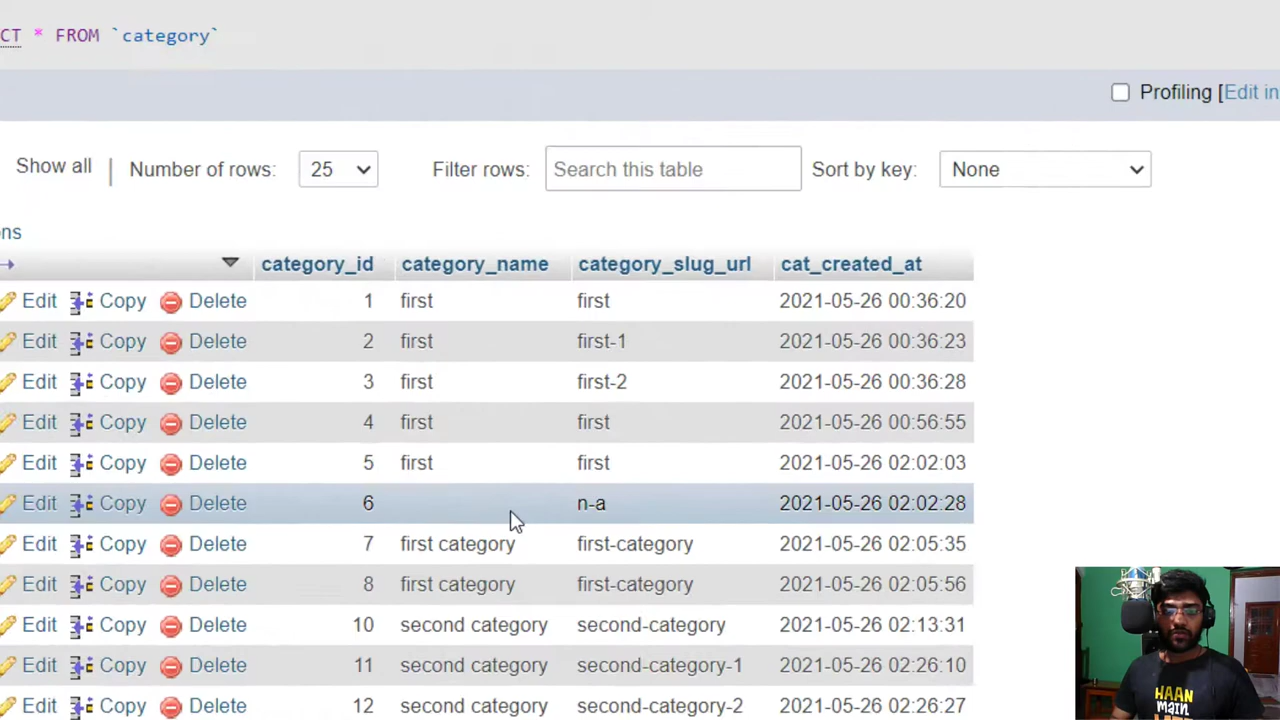 CT * FROM `category`
Profiling [Edit in
Show all | Number of rows: 25 Filter rows: Search this table Sort by key: None
ons
category_id category_name category_slug_url cat_created_at
Edit Copy Delete 1 first first 2021-05-26 00:36:20
Edit Copy Delete 2 first first-1 2021-05-26 00:36:23
Edit Copy Delete 3 first first-2 2021-05-26 00:36:28
Edit Copy Delete 4 first first 2021-05-26 00:56:55
Edit Copy Delete 5 first first 2021-05-26 02:02:03
Edit Copy Delete 6 n-a 2021-05-26 02:02:28
Edit Copy Delete 7 first category first-category 2021-05-26 02:05:35
Edit Copy Delete 8 first category first-category 2021-05-26 02:05:56
Edit Copy Delete 10 second category second-category 2021-05-26 02:13:31
Edit Copy Delete 11 second category second-category-1 2021-05-26 02:26:10
Edit Copy Delete 12 second category second-category-2 2021-05-26 02:26:27
HAAN
main